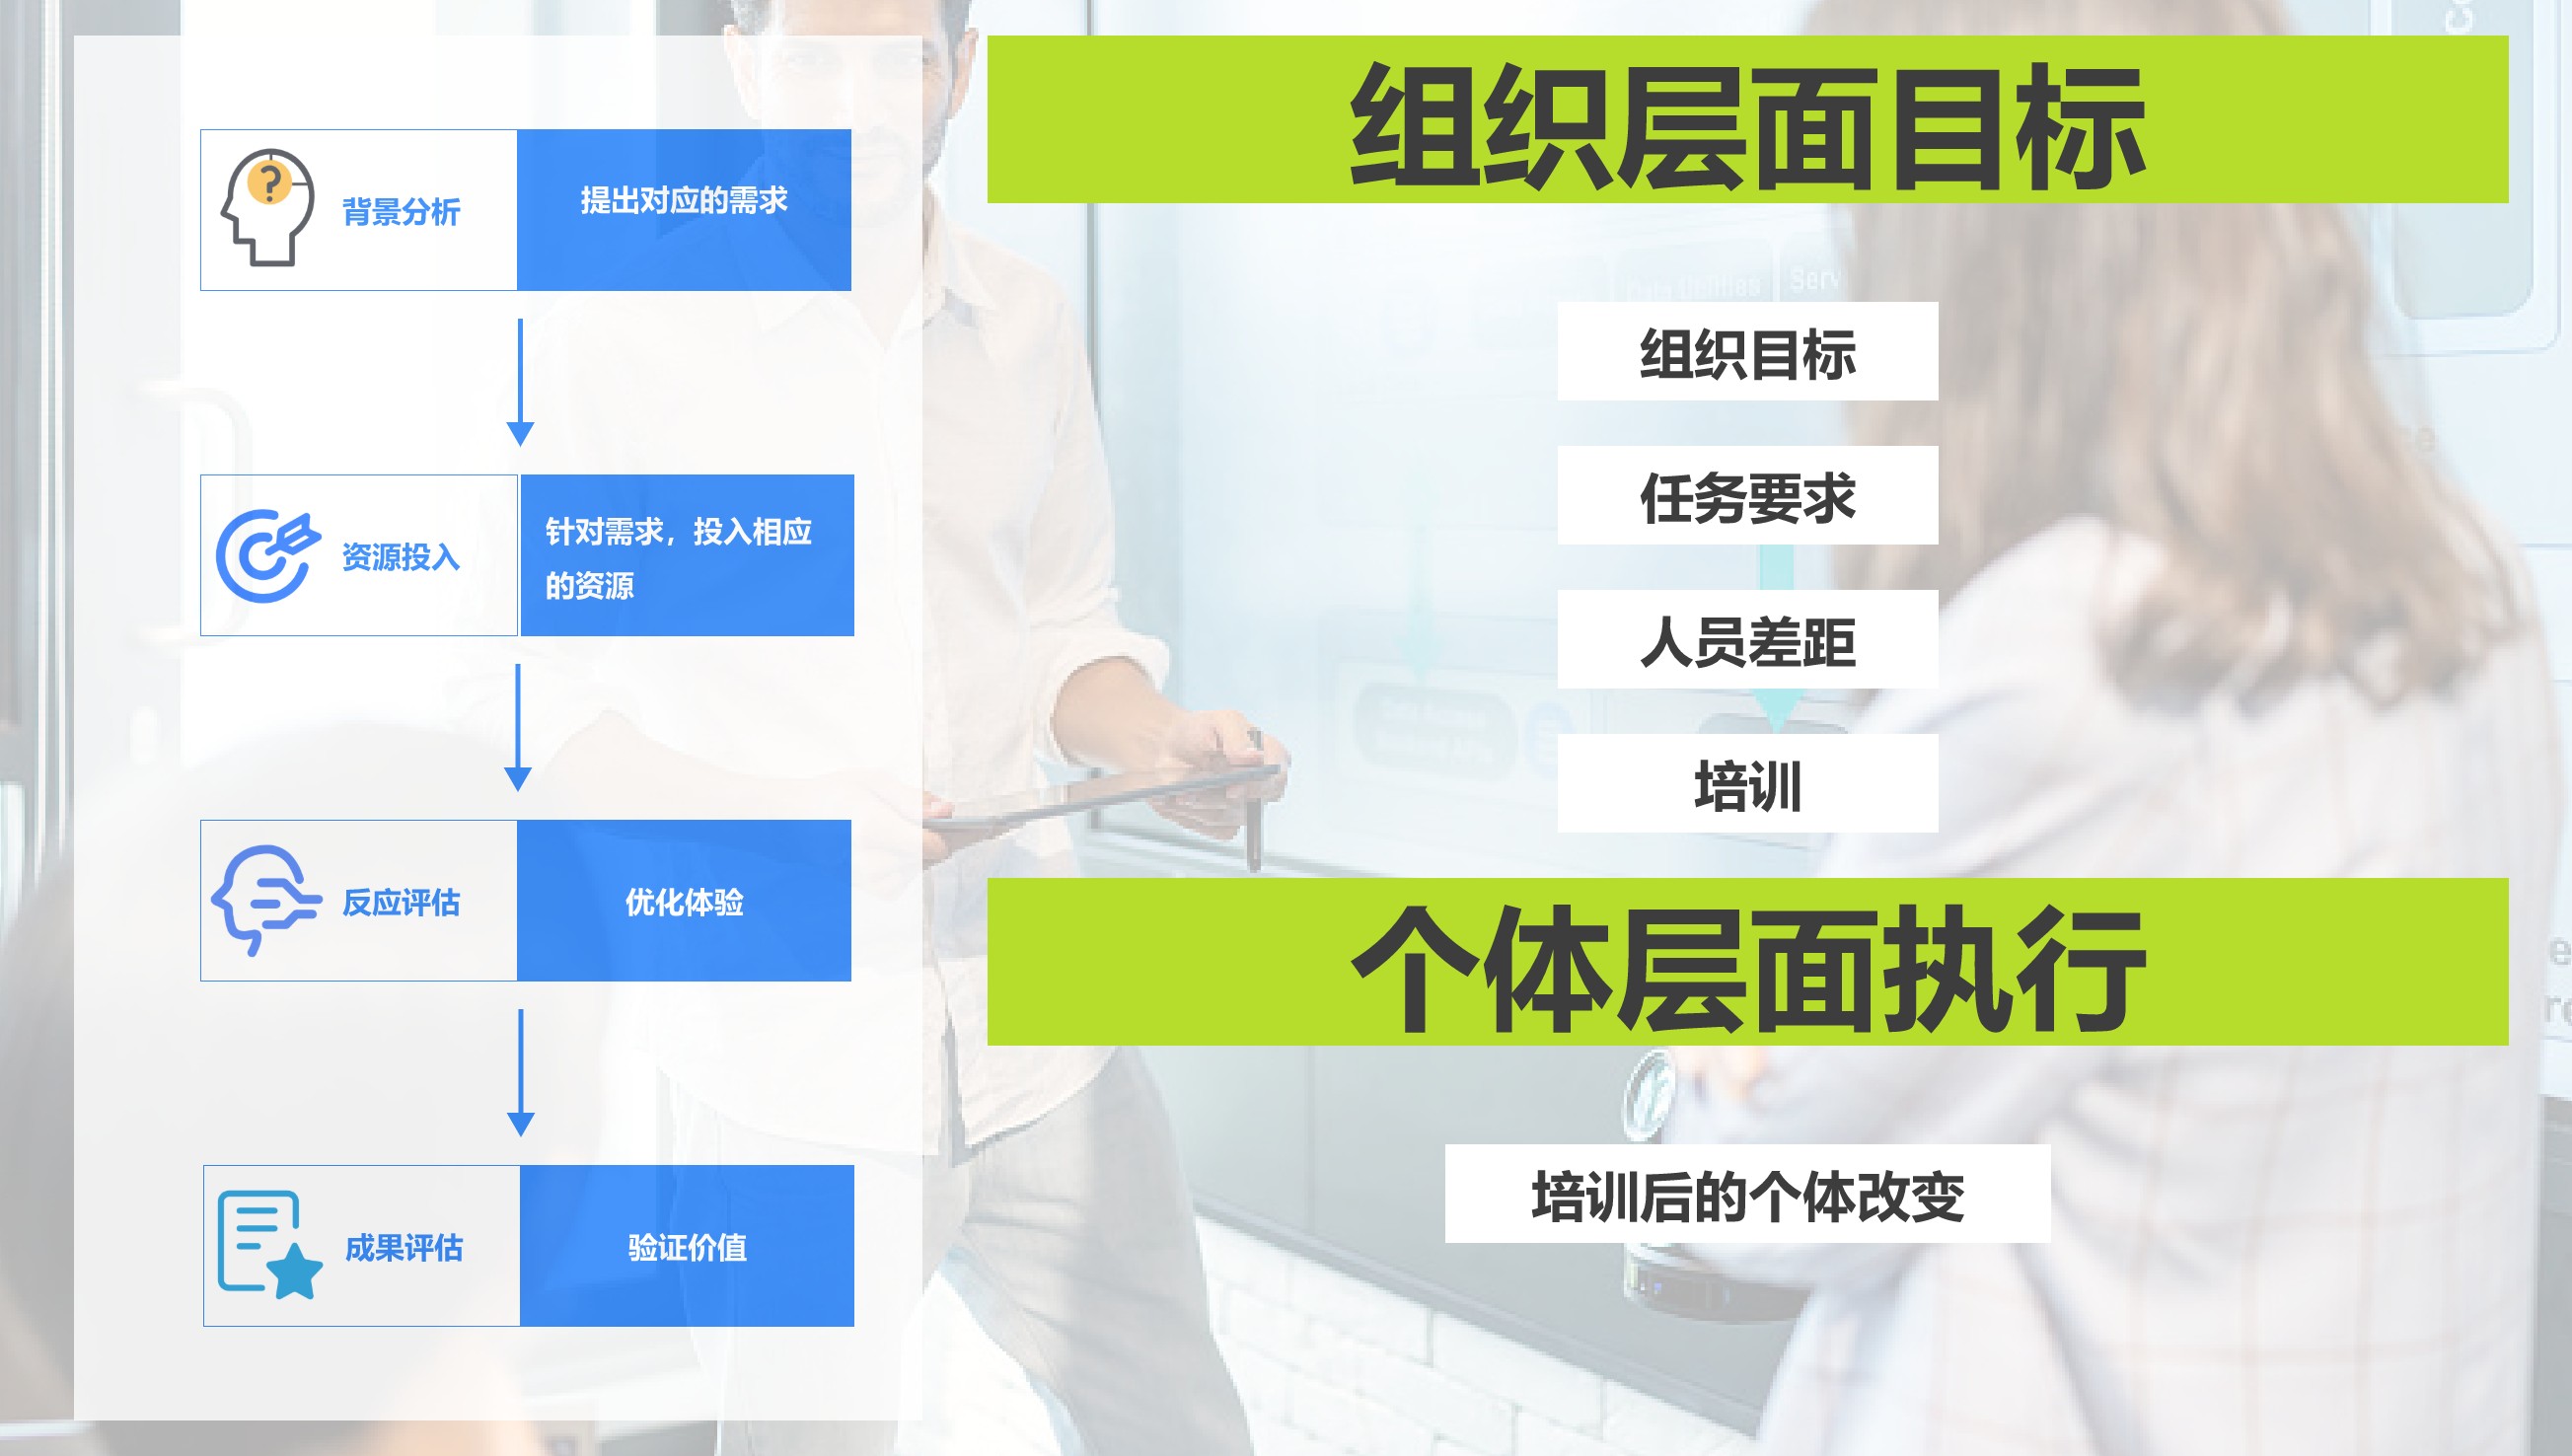 背景分析
提出对应的需求
资源投入
针对需求，投入相应
的资源
反应评估
优化体验
成果评估
验证价值
组织层面目标
组织目标
任务要求
人员差距
培训
个体层面执行
培训后的个体改变